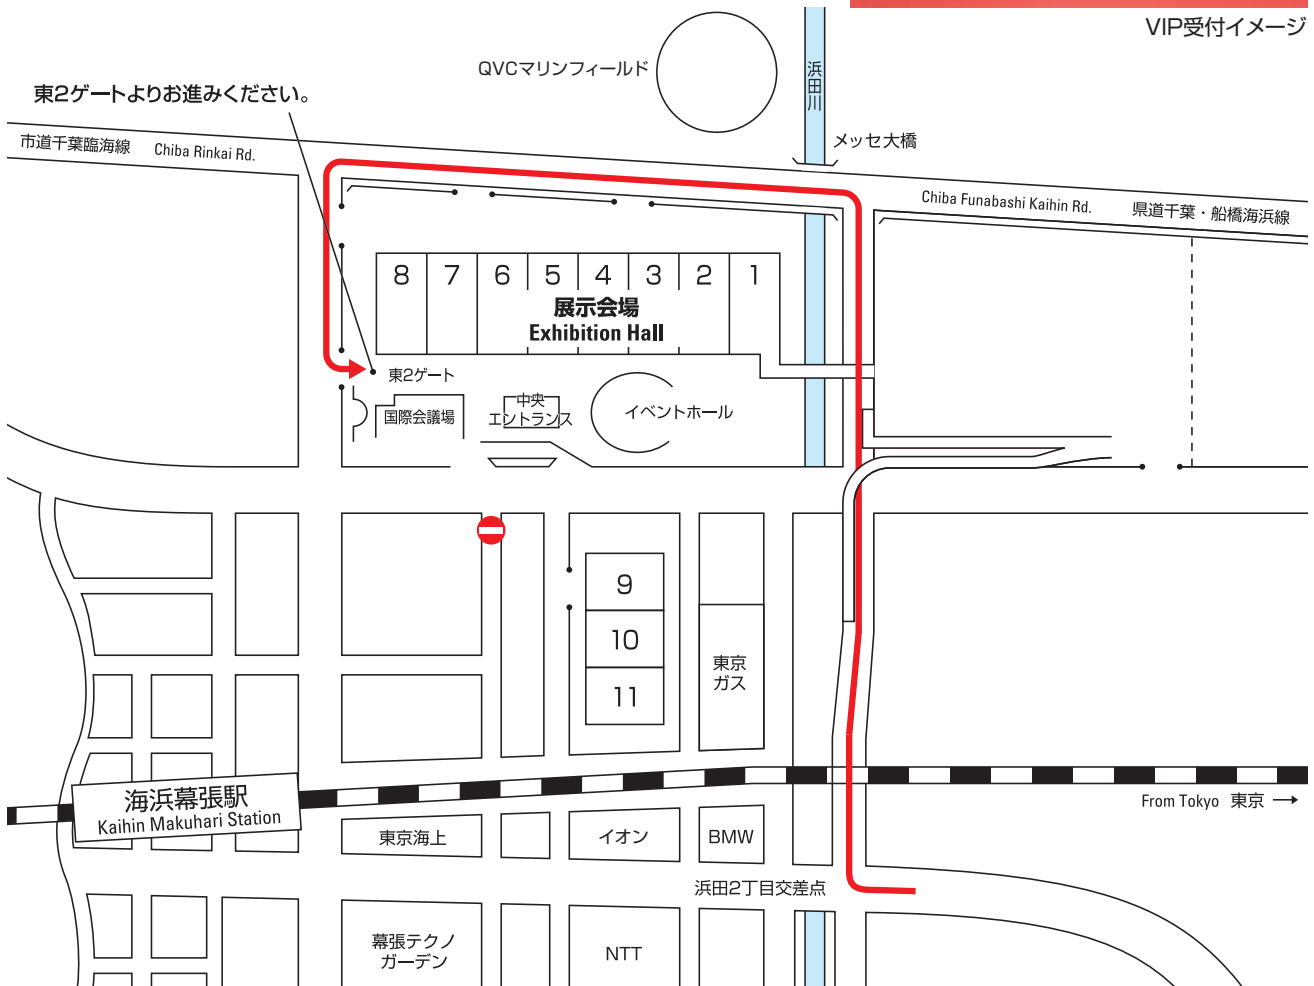 VIP受付イメージ
QVCマリンフィールド
浜田川
東2ゲートよりお進みください。
メッセ大橋
市道千葉臨海線 Chiba Rinkai Rd.
Chiba Funabashi Kaihin Rd. 県道千葉・船橋海浜線
8 7 6 5 4 3 2 1
展示会場
Exhibition Hall
東2ゲート
国際会議場
中央
エントランス
イベントホール
9
10
11
東京
ガス
海浜幕張駅
Kaihin Makuhari Station
From Tokyo 東京 →
東京海上
イオン
BMW
浜田2丁目交差点
幕張テクノ
ガーデン
NTT